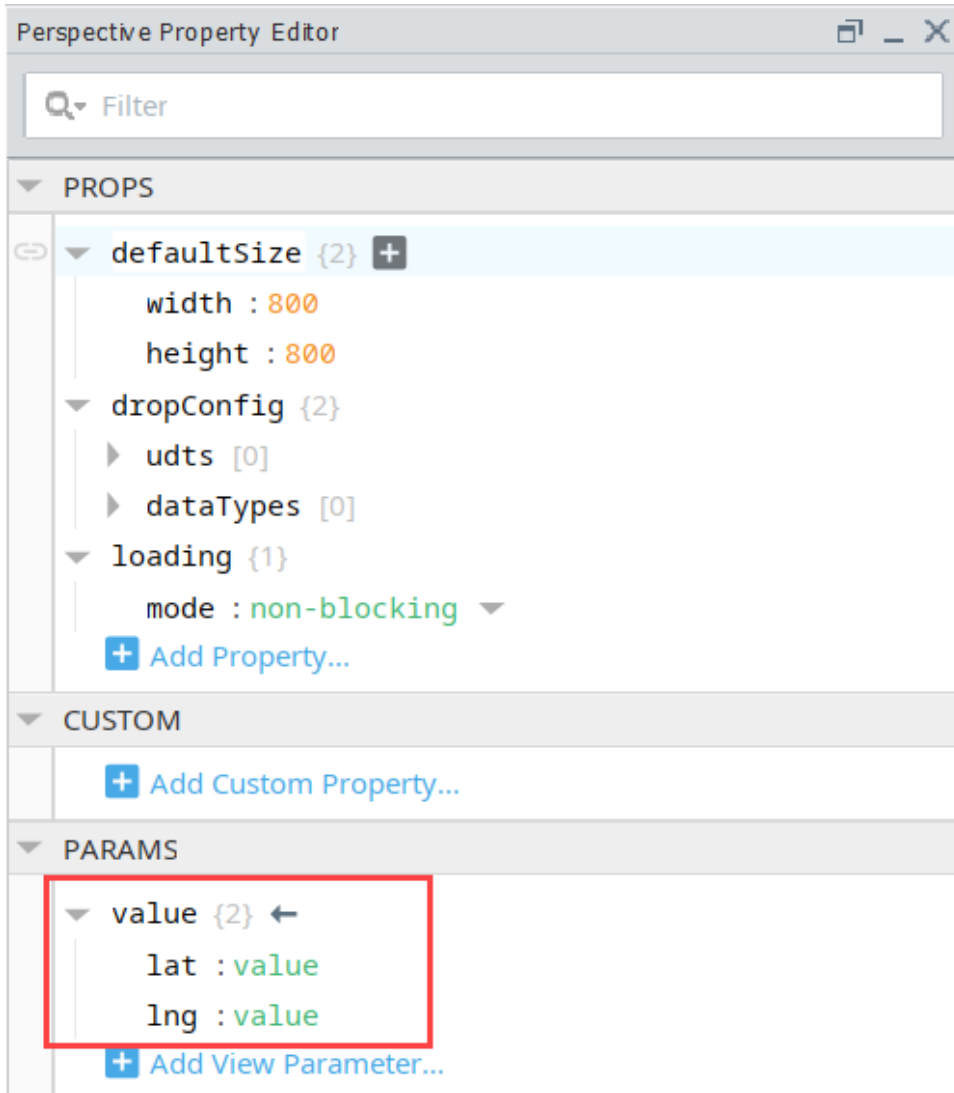 Perspective Property Editor
Filter
PROPS
defaultSize {2}
width : 800
height : 800
dropConfig {2}
udts [0]
dataTypes [0]
loading {1}
mode : non-blocking
Add Property...
CUSTOM
Add Custom Property...
PARAMS
value {2}
lat : value
lng : value
Add View Parameter...